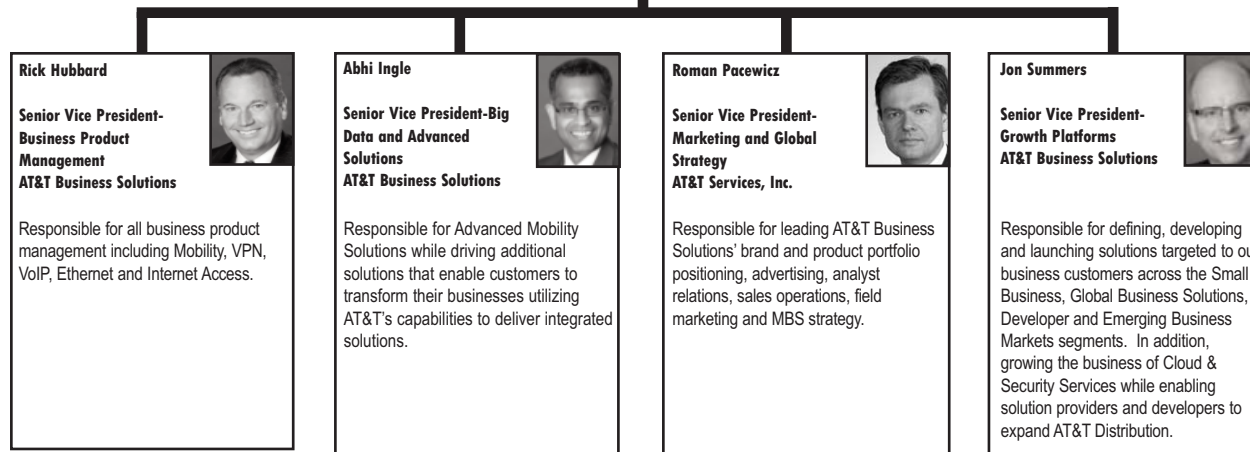 Rick Hubbard
Senior Vice President-
Business Product
Management
AT&T Business Solutions
Responsible for all business product
management including Mobility, VPN,
VoIP, Ethernet and Internet Access.
Abhi Ingle
Senior Vice President-Big
Data and Advanced
Solutions
AT&T Business Solutions
Responsible for Advanced Mobility
Solutions while driving additional
solutions that enable customers to
transform their businesses utilizing
AT&T's capabilities to deliver integrated
solutions.
Roman Pacewicz
Senior Vice President-
Marketing and Global
Strategy
AT&T Services, Inc.
Responsible for leading AT&T Business
Solutions' brand and product portfolio
positioning, advertising, analyst
relations, sales operations, field
marketing and MBS strategy.
Jon Summers
Senior Vice President-
Growth Platforms
AT&T Business Solutions
Responsible for defining, developing
and launching solutions targeted to
business customers across the Small
Business, Global Business Solutions,
Developer and Emerging Business
Markets segments. In addition,
growing the business of Cloud &
Security Services while enabling
solution providers and developers to
expand AT&T Distribution.